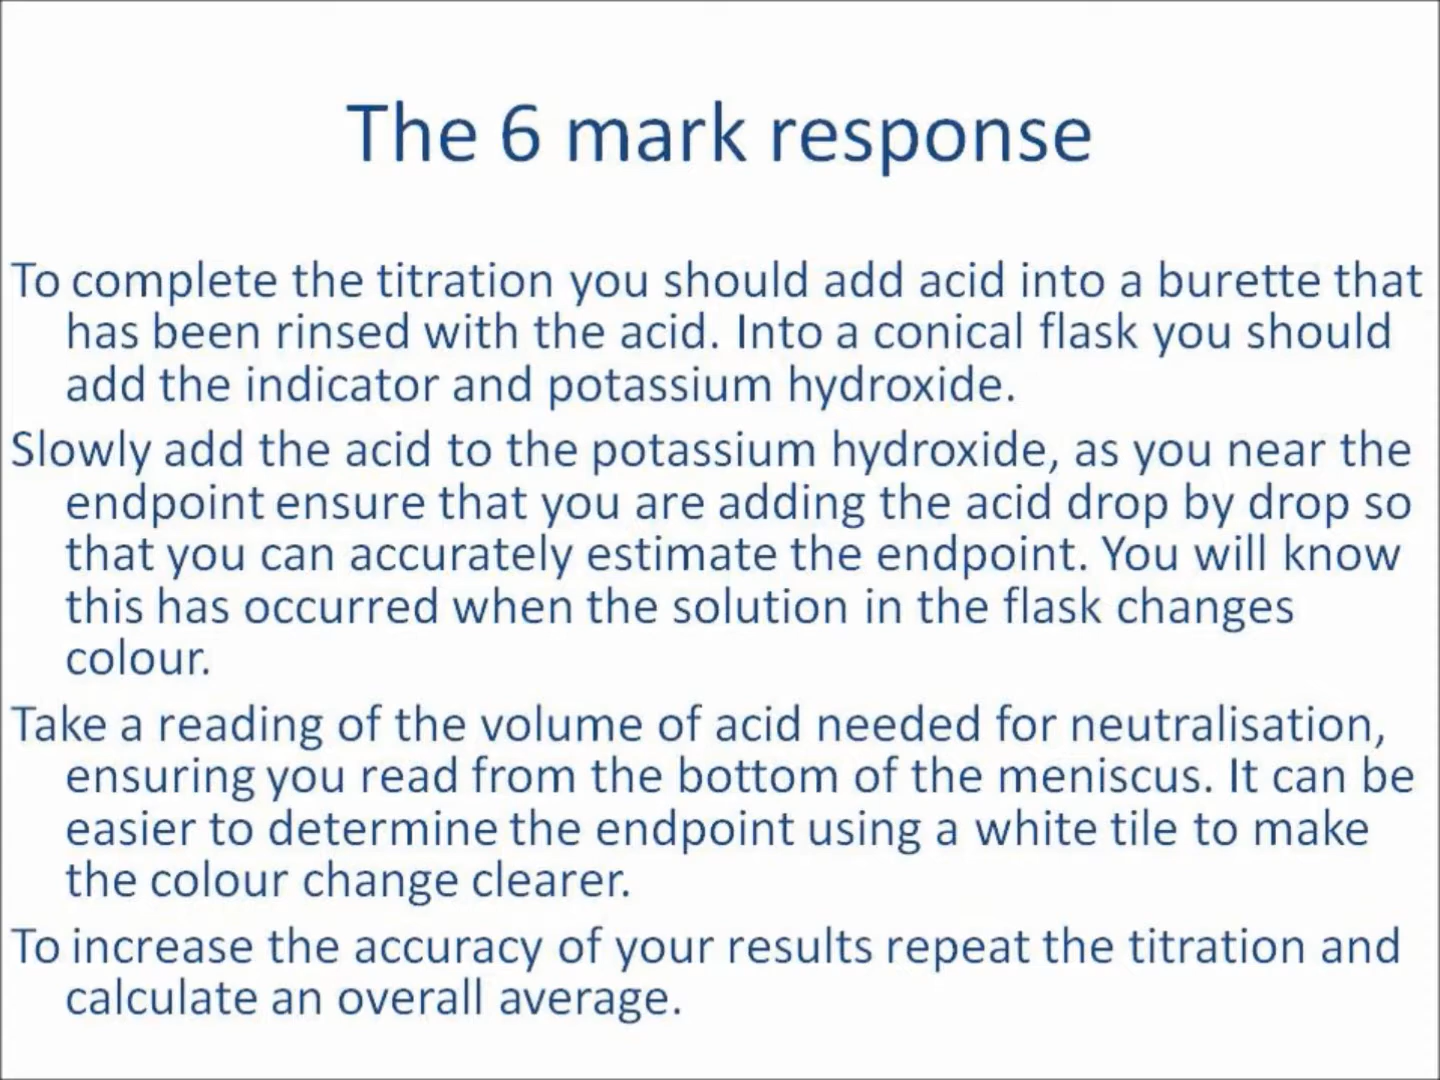 The 6 mark response
To complete the titration you should add acid into a burette that
has been rinsed with the acid. Into a conical flask you should
add the indicator and potassium hydroxide.
Slowly add the acid to the potassium hydroxide, as you near the
endpoint ensure that you are adding the acid drop by drop so
that you can accurately estimate the endpoint. You will know
this has occurred when the solution in the flask changes
colour.
Take a reading of the volume of acid needed for neutralisation,
ensuring you read from the bottom of the meniscus. It can be
easier to determine the endpoint using a white tile to make
the colour change clearer.
To increase the accuracy of your results repeat the titration and
calculate an overall average.